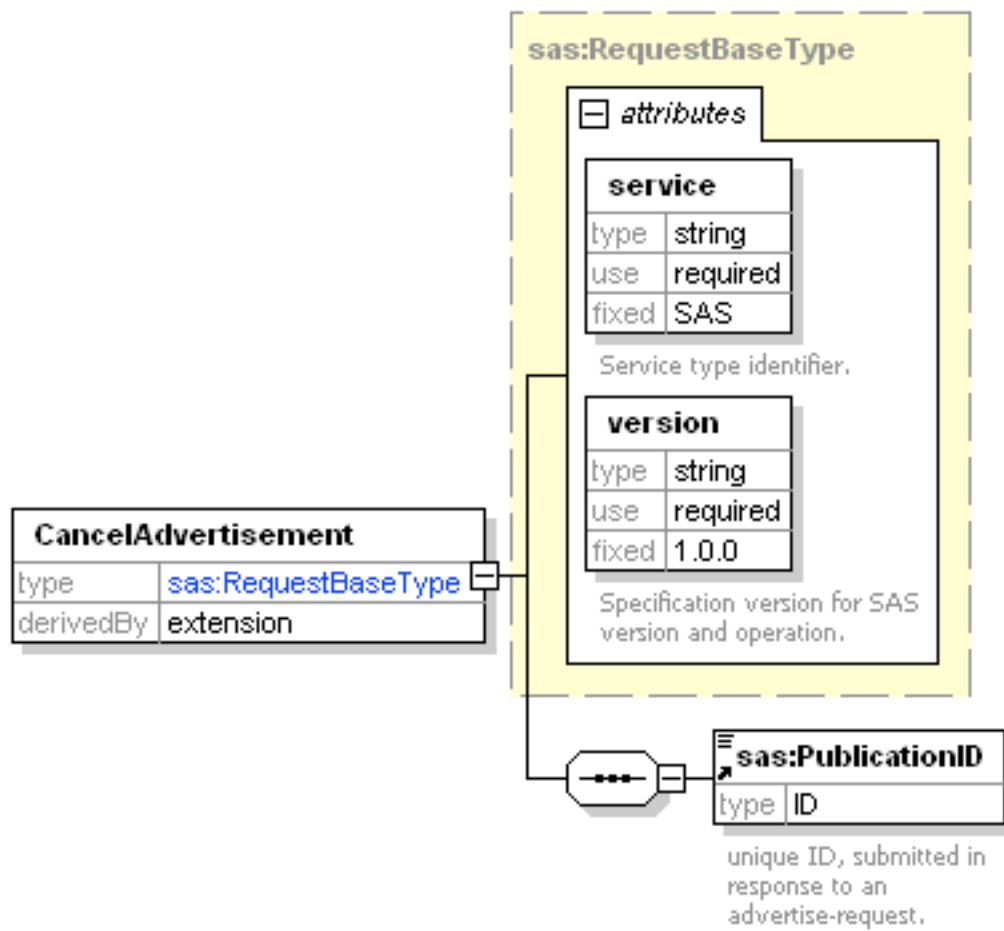 sas:RequestBaseType
attributes
service
type string
use required
fixed SAS
Service type identifier.
version
type string
use required
fixed 1.0.0
Specification version for SAS
version and operation.
CancelAdvertisement
type sas:RequestBaseType
derivedBy extension
sas:PublicationID
type ID
unique ID, submitted in
response to an
advertise-request.